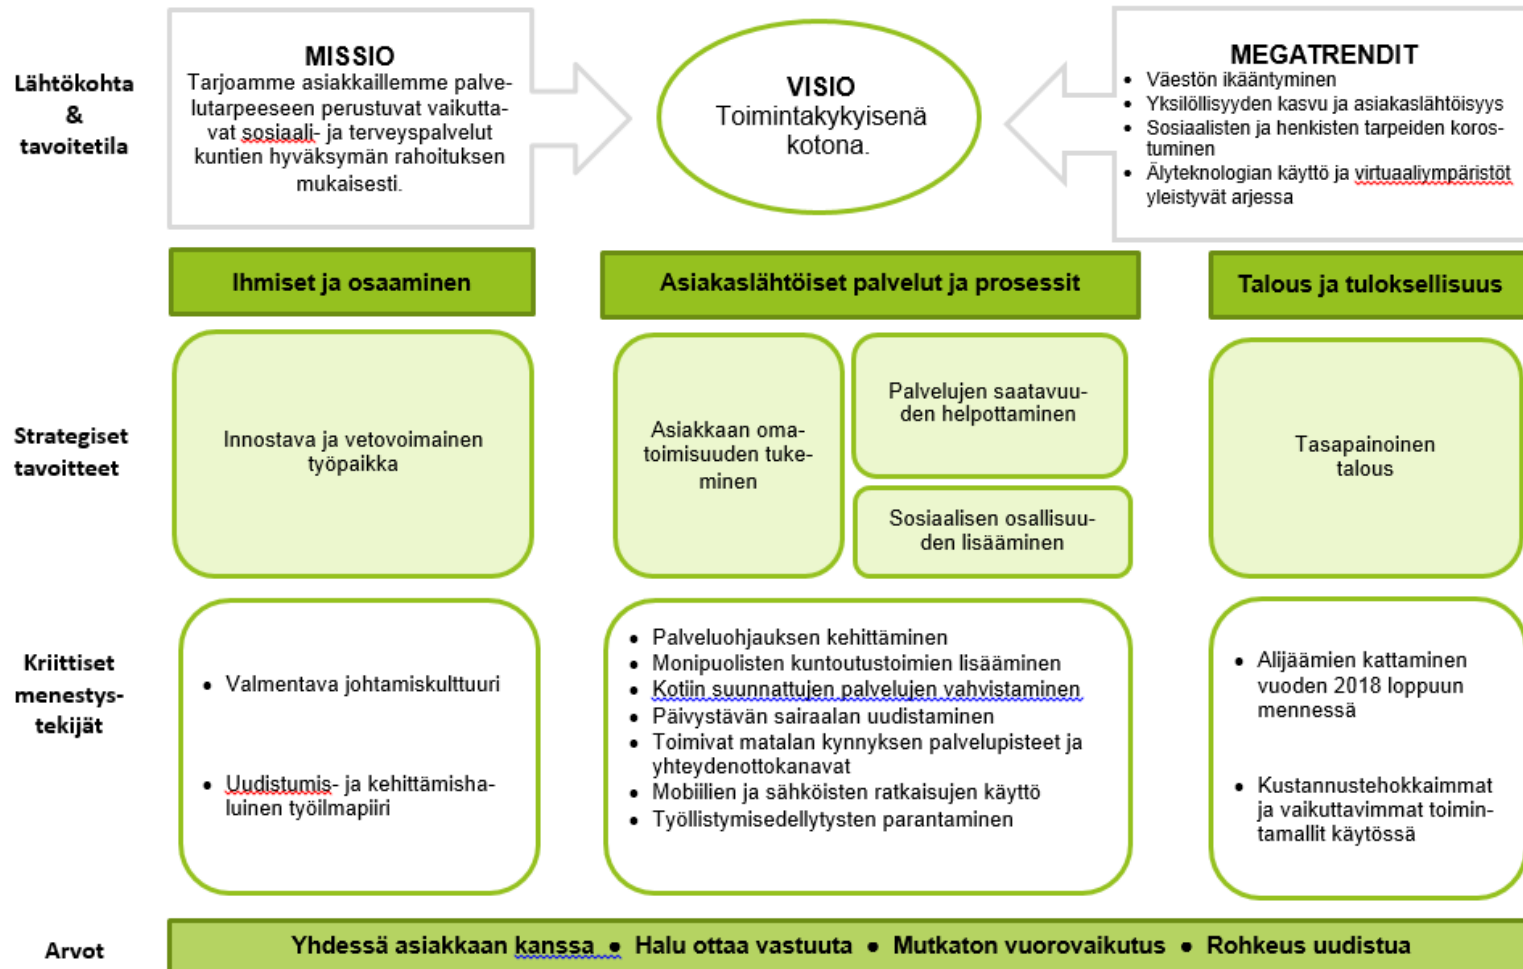 Lähtökohta
&
tavoitetila
MISSIO
Tarjoamme asiakkaillemme palve-
lutarpeeseen perustuvat vaikutta-
vat sosiaali- ja terveyspalvelut
kuntien hyväksymän rahoituksen
mukaisesti.
VISIO
Toimintakykyisenä
kotona.
MEGATRENDIT
• Väestön ikääntyminen
• Yksilöllisyyden kasvu ja asiakaslähtöisyys
• Sosiaalisten ja henkisten tarpeiden koros-
tuminen
• Älyteknologian käyttö ja virtuaaliympäristöt
yleistyvät arjessa
Ihmiset ja osaaminen
Asiakaslähtöiset palvelut ja prosessit
Talous ja tuloksellisuus
Strategiset
tavoitteet
Innostava ja vetovoimainen
työpaikka
Asiakkaan oma-
toimisuuden tuke-
minen
Palvelujen saatavuu-
den helpottaminen
Sosiaalisen osallisuu-
den lisääminen
Tasapainoinen
talous
Kriittiset
menestys-
tekijät
• Valmentava johtamiskulttuuri
• Uudistumis- ja kehittämisha-
luinen työilmapiiri
• Palveluohjauksen kehittäminen
• Monipuolisten kuntoutustoimien lisääminen
• Kotiin suunnattujen palvelujen vahvistaminen
• Päivystävän sairaalan uudistaminen
• Toimivat matalan kynnyksen palvelupisteet ja
yhteydenottokanavat
• Mobiilien ja sähköisten ratkaisujen käyttö
• Työllistymisedellytysten parantaminen
• Alijäämien kattaminen
vuoden 2018 loppuun
mennessä
• Kustannustehokkaimmat
ja vaikuttavimmat toimin-
tamallit käytössä
Arvot
Yhdessä asiakkaan kanssa • Halu ottaa vastuuta • Mutkaton vuorovaikutus • Rohkeus uudistua